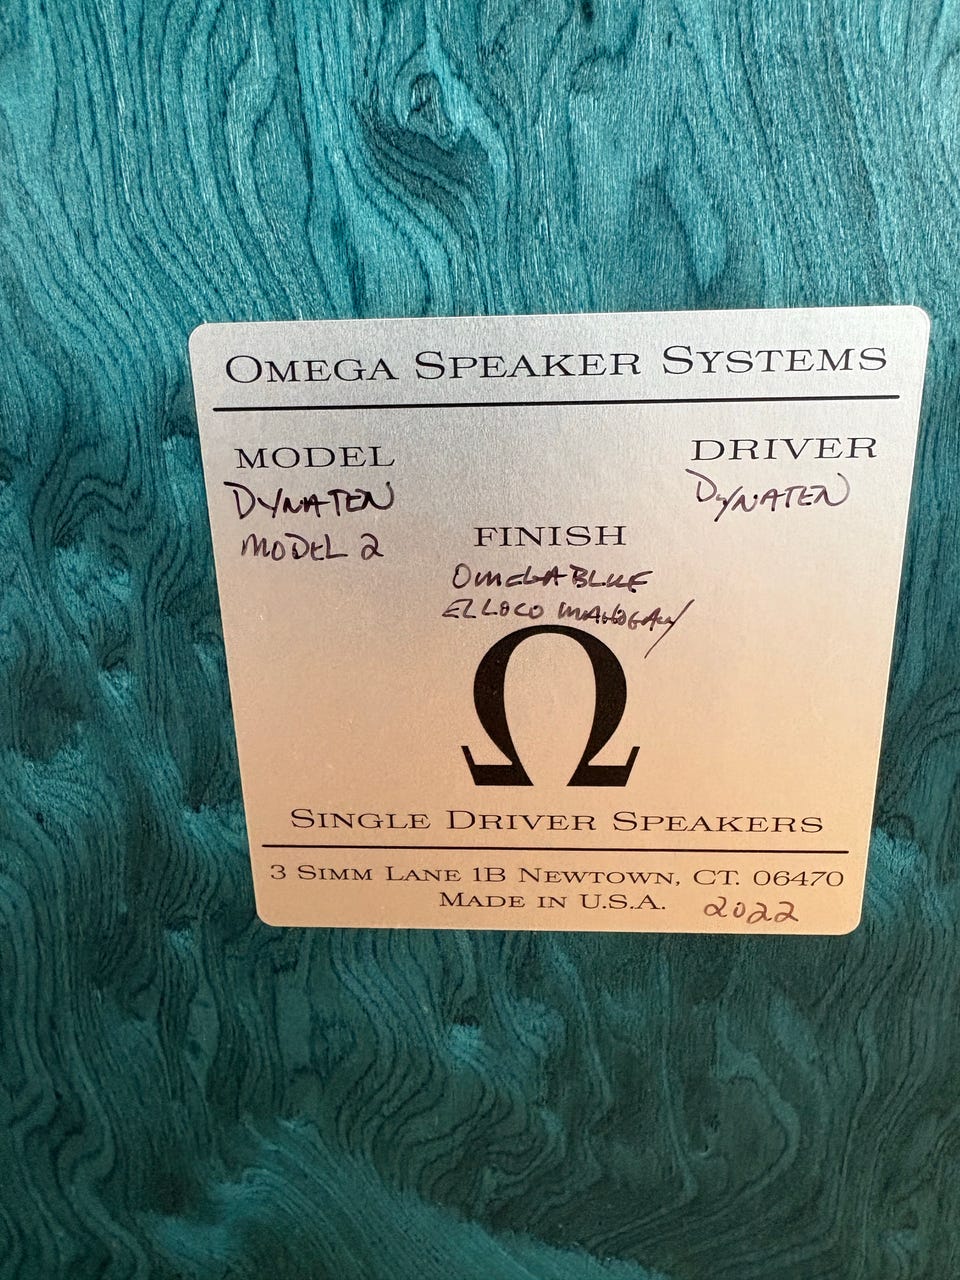 OMEGA SPEAKER SYSTEMS
MODEL
DRIVER
DYNATEN
MODEL 2
DYNATEN
FINISH
OMEGA BLUE
EL LOCO MAHOGANY
Ω
SINGLE DRIVER SPEAKERS
3 SIMM LANE 1B NEWTOWN, CT. 06470
MADE IN U.S.A. 2022